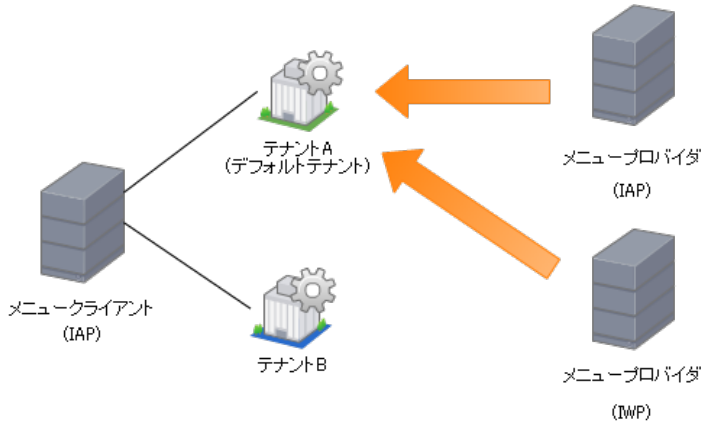 テナントA
(デフォルトテナント)
メニュープロバイダ
(IAP)
メニュークライアント
(IAP)
テナントB
メニュープロバイダ
(IWP)